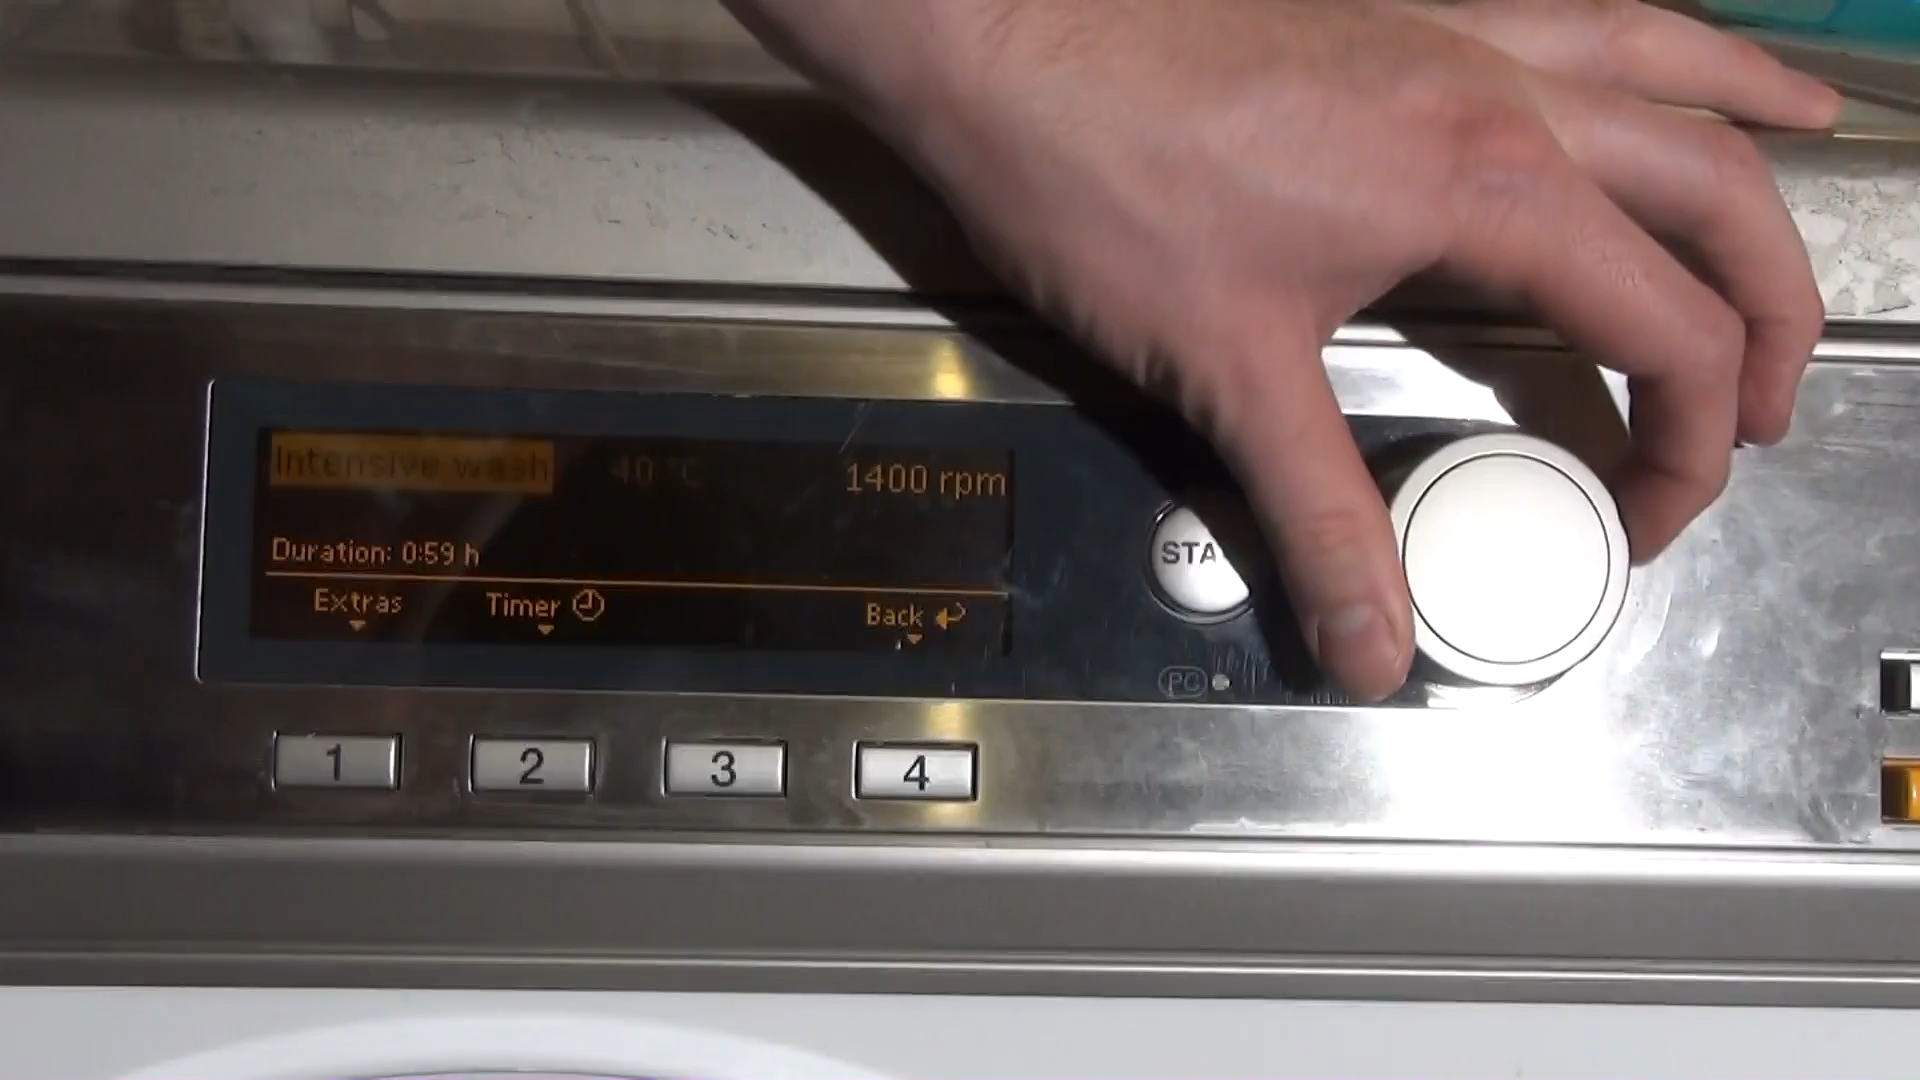 Intensive wash 40 °C 1400 rpm
Duration: 0:59 h
Extras Timer Back
STA
PC
1 2 3 4